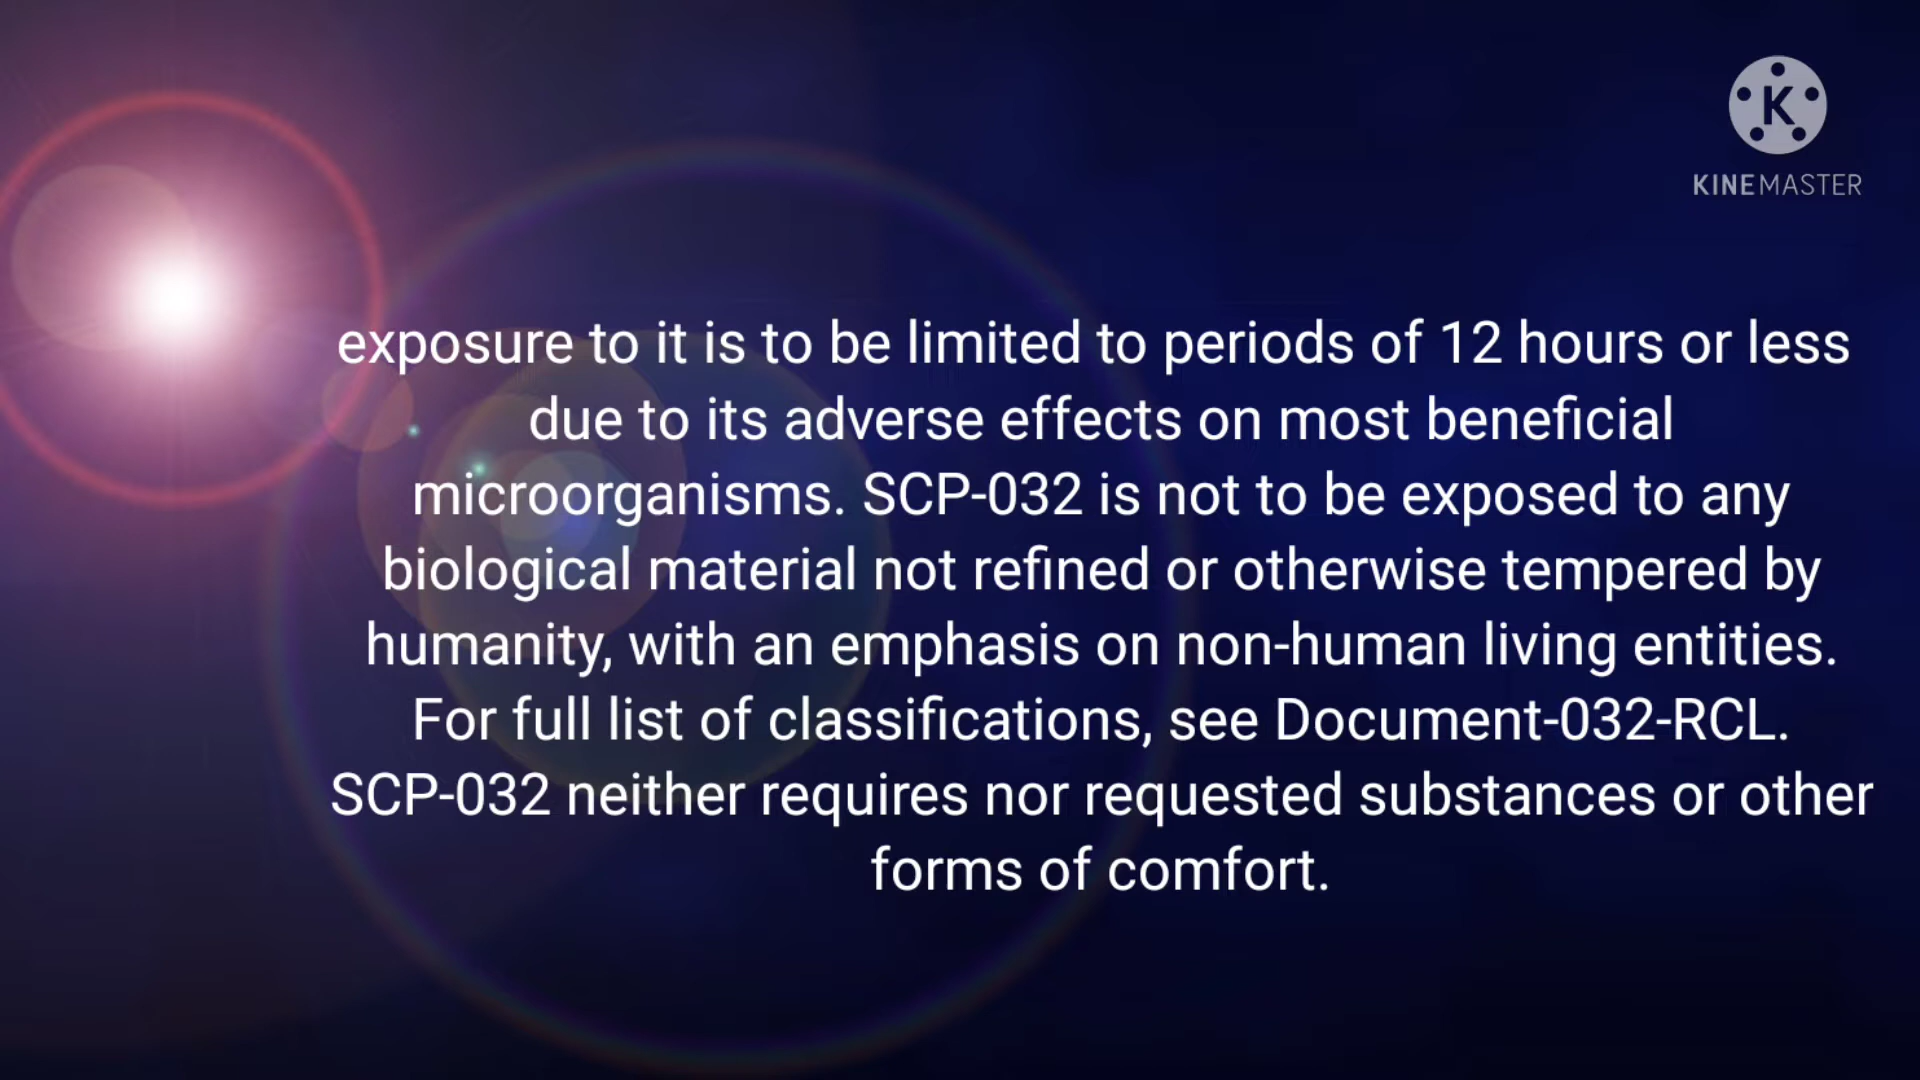 K
KINEMASTER
exposure to it is to be limited to periods of 12 hours or less
due to its adverse effects on most beneficial
microorganisms. SCP-032 is not to be exposed to any
biological material not refined or otherwise tempered by
humanity, with an emphasis on non-human living entities.
For full list of classifications, see Document-032-RCL.
SCP-032 neither requires nor requested substances or other
forms of comfort.